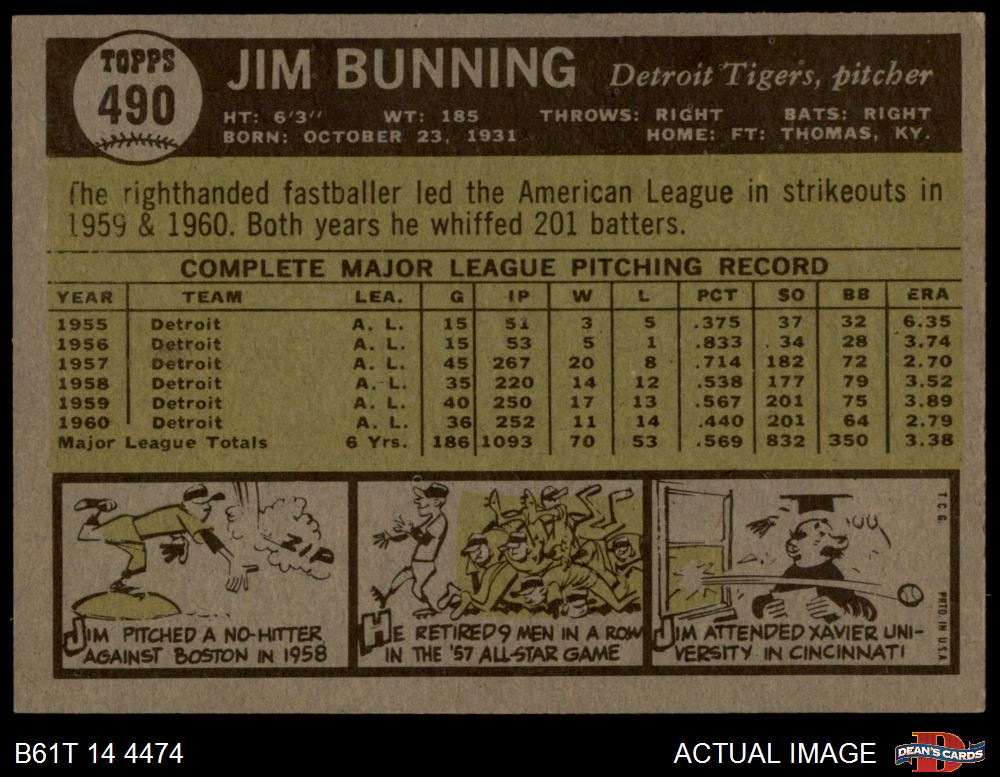 TOPPS
490
JIM BUNNING Detroit Tigers, pitcher
HT: 6'3" WT: 185 THROWS: RIGHT BATS: RIGHT
BORN: OCTOBER 23, 1931 HOME: FT: THOMAS, KY.
The righthanded fastballer led the American League in strikeouts in
1959 & 1960. Both years he whiffed 201 batters.
COMPLETE MAJOR LEAGUE PITCHING RECORD
YEAR TEAM LEA. G IP W L PCT SO BB ERA
1955 Detroit A. L. 15 51 3 5 .375 37 32 6.35
1956 Detroit A. L. 15 53 5 1 .833 34 28 3.74
1957 Detroit A. L. 45 267 20 8 .714 182 72 2.70
1958 Detroit A. L. 35 220 14 12 .538 177 79 3.52
1959 Detroit A. L. 40 250 17 13 .567 201 75 3.89
1960 Detroit A. L. 36 252 11 14 .440 201 64 2.79
Major League Totals 6 Yrs. 186 1093 70 53 .569 832 350 3.38
ZIP
JIM PITCHED A NO-HITTER
AGAINST BOSTON IN 1958
HE RETIRED 9 MEN IN A ROW
IN THE '57 ALL-STAR GAME
JIM ATTENDED XAVIER UNI-
VERSITY IN CINCINNATI
T.C.G.
PRTD IN U.S.A.
B61T 14 4474
ACTUAL IMAGE
DEAN'S CARDS